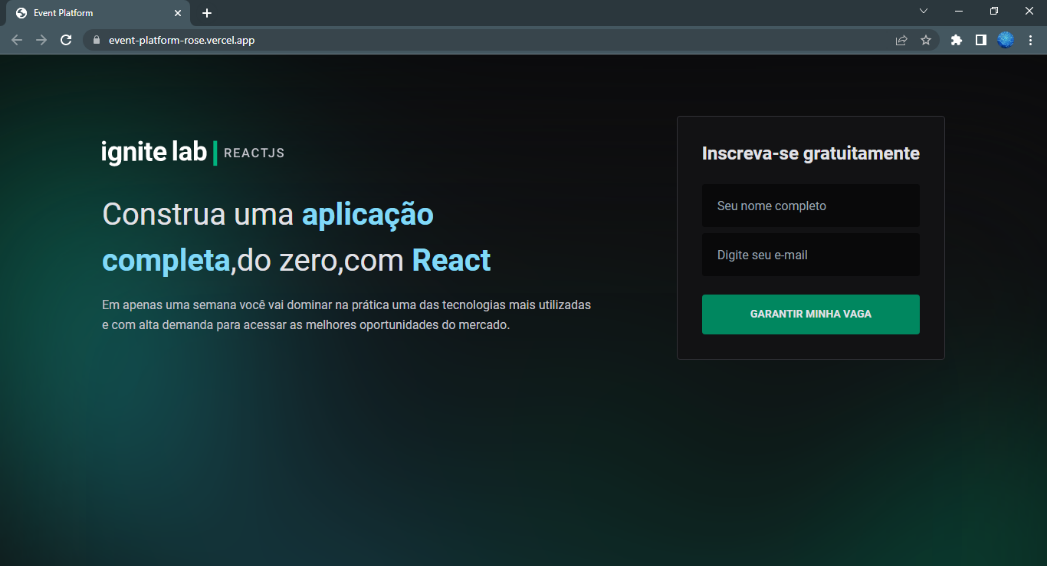 Event Platform
event-platform-rose.vercel.app
ignite lab | REACTJS
Construa uma aplicação
completa,do zero,com React
Em apenas uma semana você vai dominar na prática uma das tecnologias mais utilizadas
e com alta demanda para acessar as melhores oportunidades do mercado.
Inscreva-se gratuitamente
Seu nome completo
Digite seu e-mail
GARANTIR MINHA VAGA